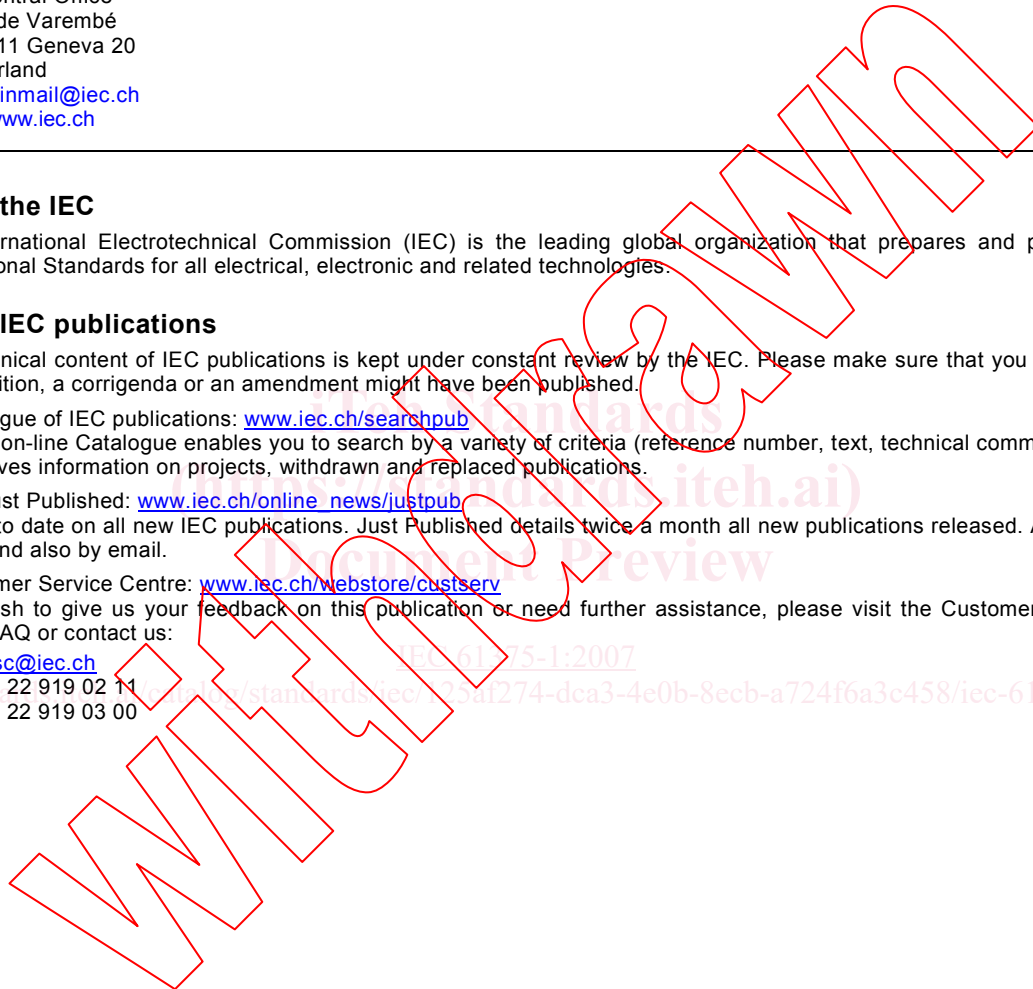 de Varembé
11 Geneva 20
rland
inmail@iec.ch
www.iec.ch
the IEC
rnational Electrotechnical Commission (IEC) is the leading global organization that prepares and p
onal Standards for all electrical, electronic and related technologies.
IEC publications
nical content of IEC publications is kept under constant review by the IEC. Please make sure that you
ition, a corrigenda or an amendment might have been published.
iTeh Standards
gue of IEC publications: www.iec.ch/searchpub
on-line Catalogue enables you to search by a variety of criteria (reference number, text, technical comm
ves information on projects, withdrawn and replaced publications.
(https://standards.iteh.ai)
st Published: www.iec.ch/online_news/justpub
to date on all new IEC publications. Just Published details twice a month all new publications released. A
nd also by email.
Document Preview
mer Service Centre: www.iec.ch/webstore/custserv
sh to give us your feedback on this publication or need further assistance, please visit the Customer
AQ or contact us:
IEC 61375-1:2007
sc@iec.ch
22 919 02 11
/catalog/standards/iec/125af274-dca3-4e0b-8ecb-a724f6a3c458/iec-61
22 919 03 00
withdrawn